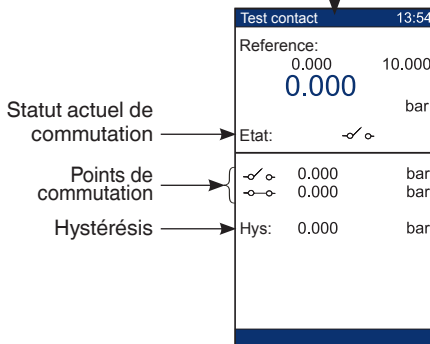 Test contact 13:54
Reference:
0.000 10.000
0.000
bar
Statut actuel de
commutation
Etat:
Points de
commutation
0.000 bar
0.000 bar
Hystérésis
Hys: 0.000 bar